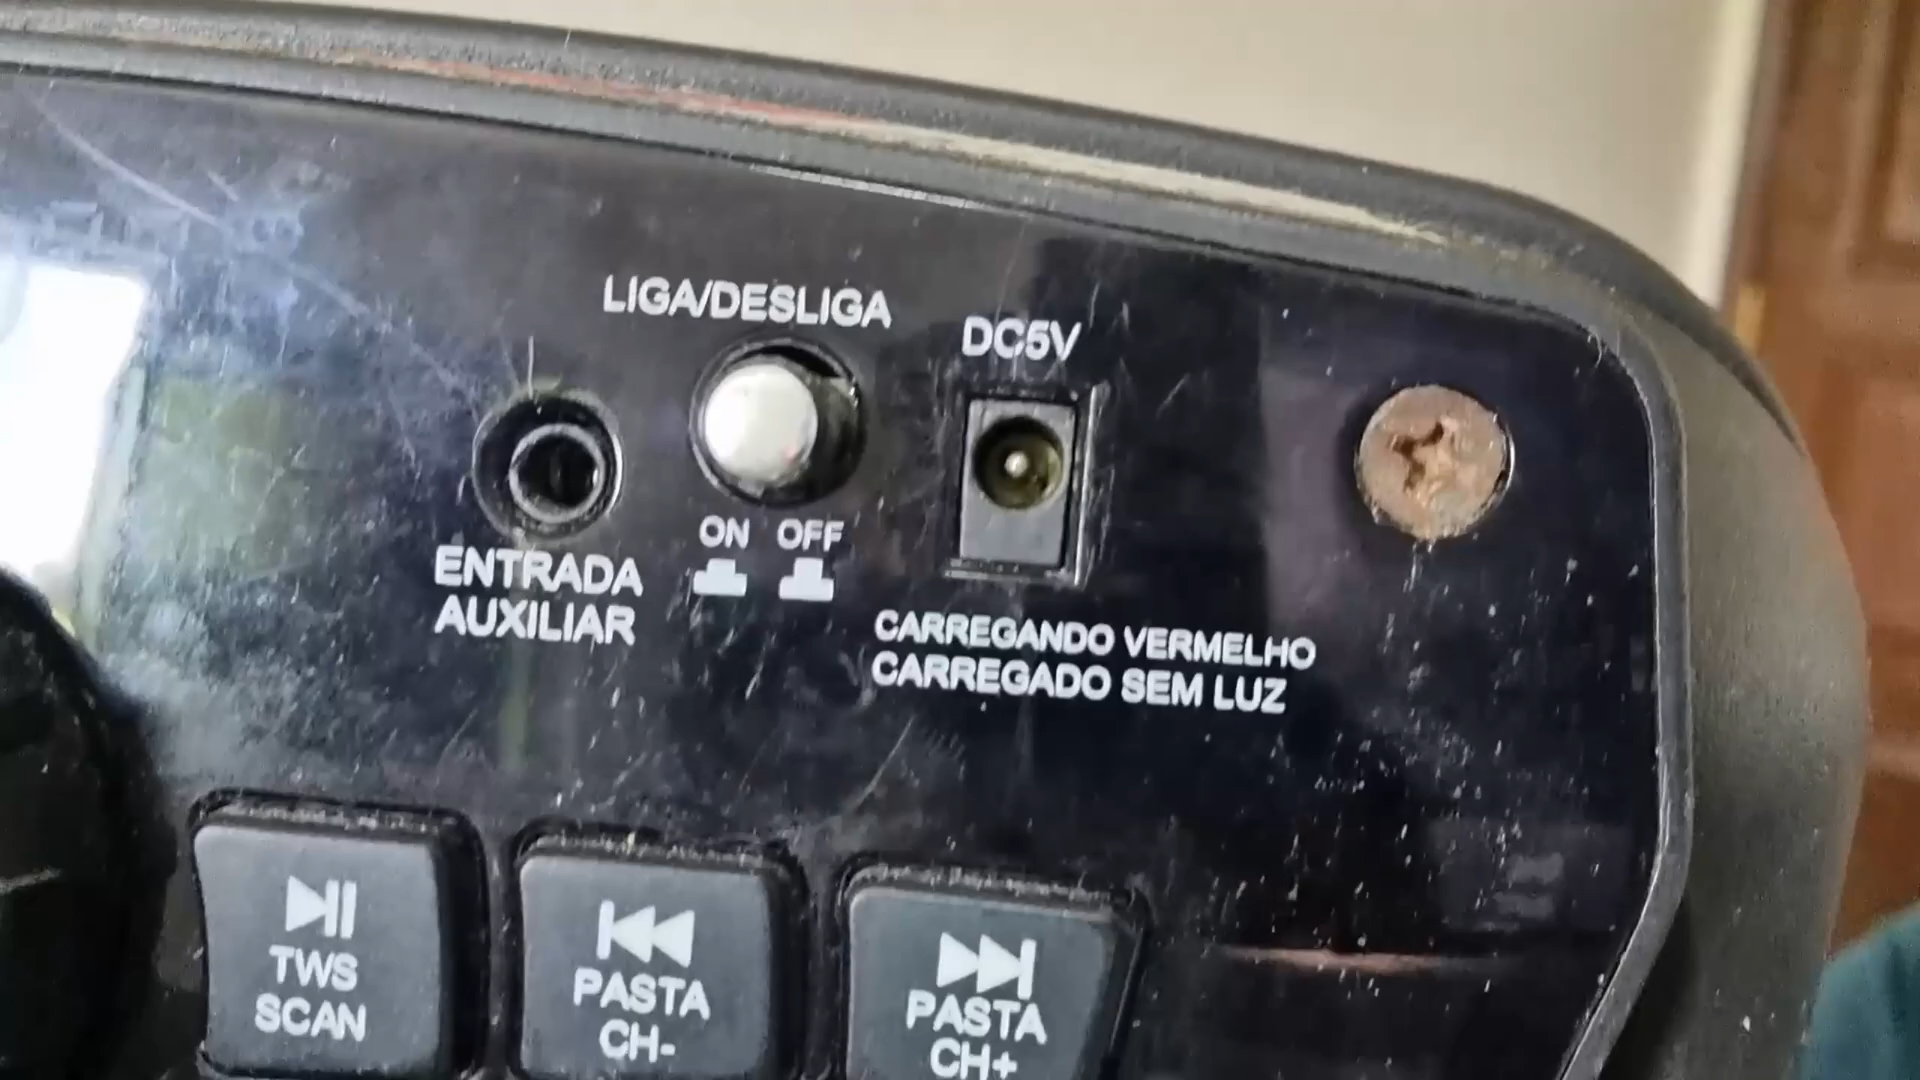 LIGA/DESLIGA
DC5V
ON OFF
ENTRADA
AUXILIAR
CARREGANDO VERMELHO
CARREGADO SEM LUZ
TWS
SCAN
PASTA
CH-
PASTA
CH+